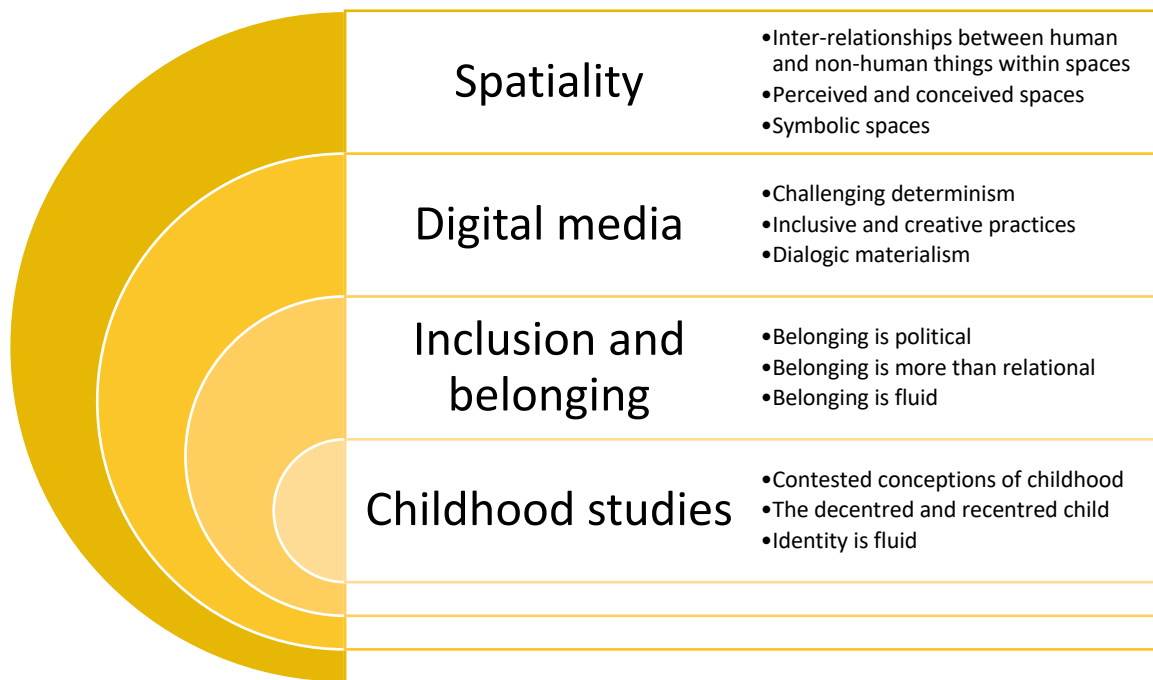 Spatiality
•Inter-relationships between human
and non-human things within spaces
•Perceived and conceived spaces
•Symbolic spaces
Digital media
•Challenging determinism
•Inclusive and creative practices
•Dialogic materialism
Inclusion and
belonging
•Belonging is political
•Belonging is more than relational
•Belonging is fluid
Childhood studies
•Contested conceptions of childhood
•The decentred and recentred child
•Identity is fluid